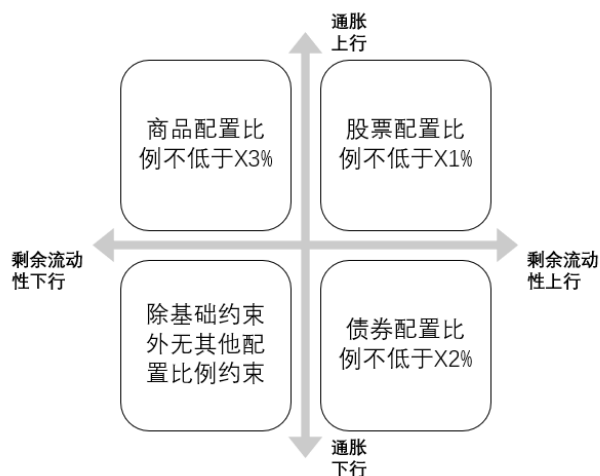 通胀
上行
商品配置比
例不低于X3%
股票配置比
例不低于X1%
剩余流动
性下行
剩余流动
性上行
除基础约束
外无其他配
置比例约束
债券配置比
例不低于X2%
通胀
下行